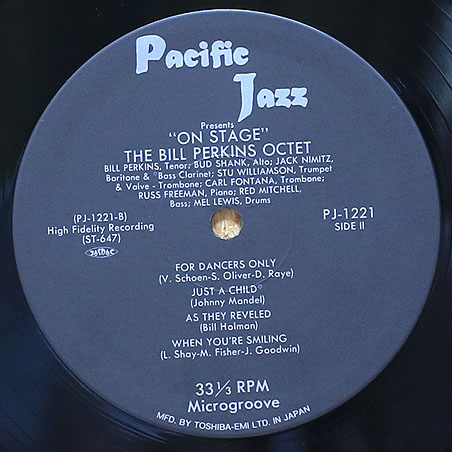 Pacific
Jazz
Presents
"ON STAGE"
THE BILL PERKINS OCTET
BILL PERKINS, Tenor; BUD SHANK, Alto; JACK NIMITZ,
Baritone & Bass Clarinet; STU WILLIAMSON, Trumpet
& Valve - Trombone; CARL FONTANA, Trombone;
RUSS FREEMAN, Piano; RED MITCHELL,
Bass; MEL LEWIS, Drums
(PJ-1221-B)
High Fidelity Recording
(ST-647)
PJ-1221
SIDE II
FOR DANCERS ONLY
(V. Schoen-S. Oliver-D. Raye)
JUST A CHILD
(Johnny Mandel)
AS THEY REVELED
(Bill Holman)
WHEN YOU'RE SMILING
(L. Shay-M. Fisher-J. Goodwin)
33 1/3 RPM
Microgroove
MFD. BY TOSHIBA-EMI LTD. IN JAPAN